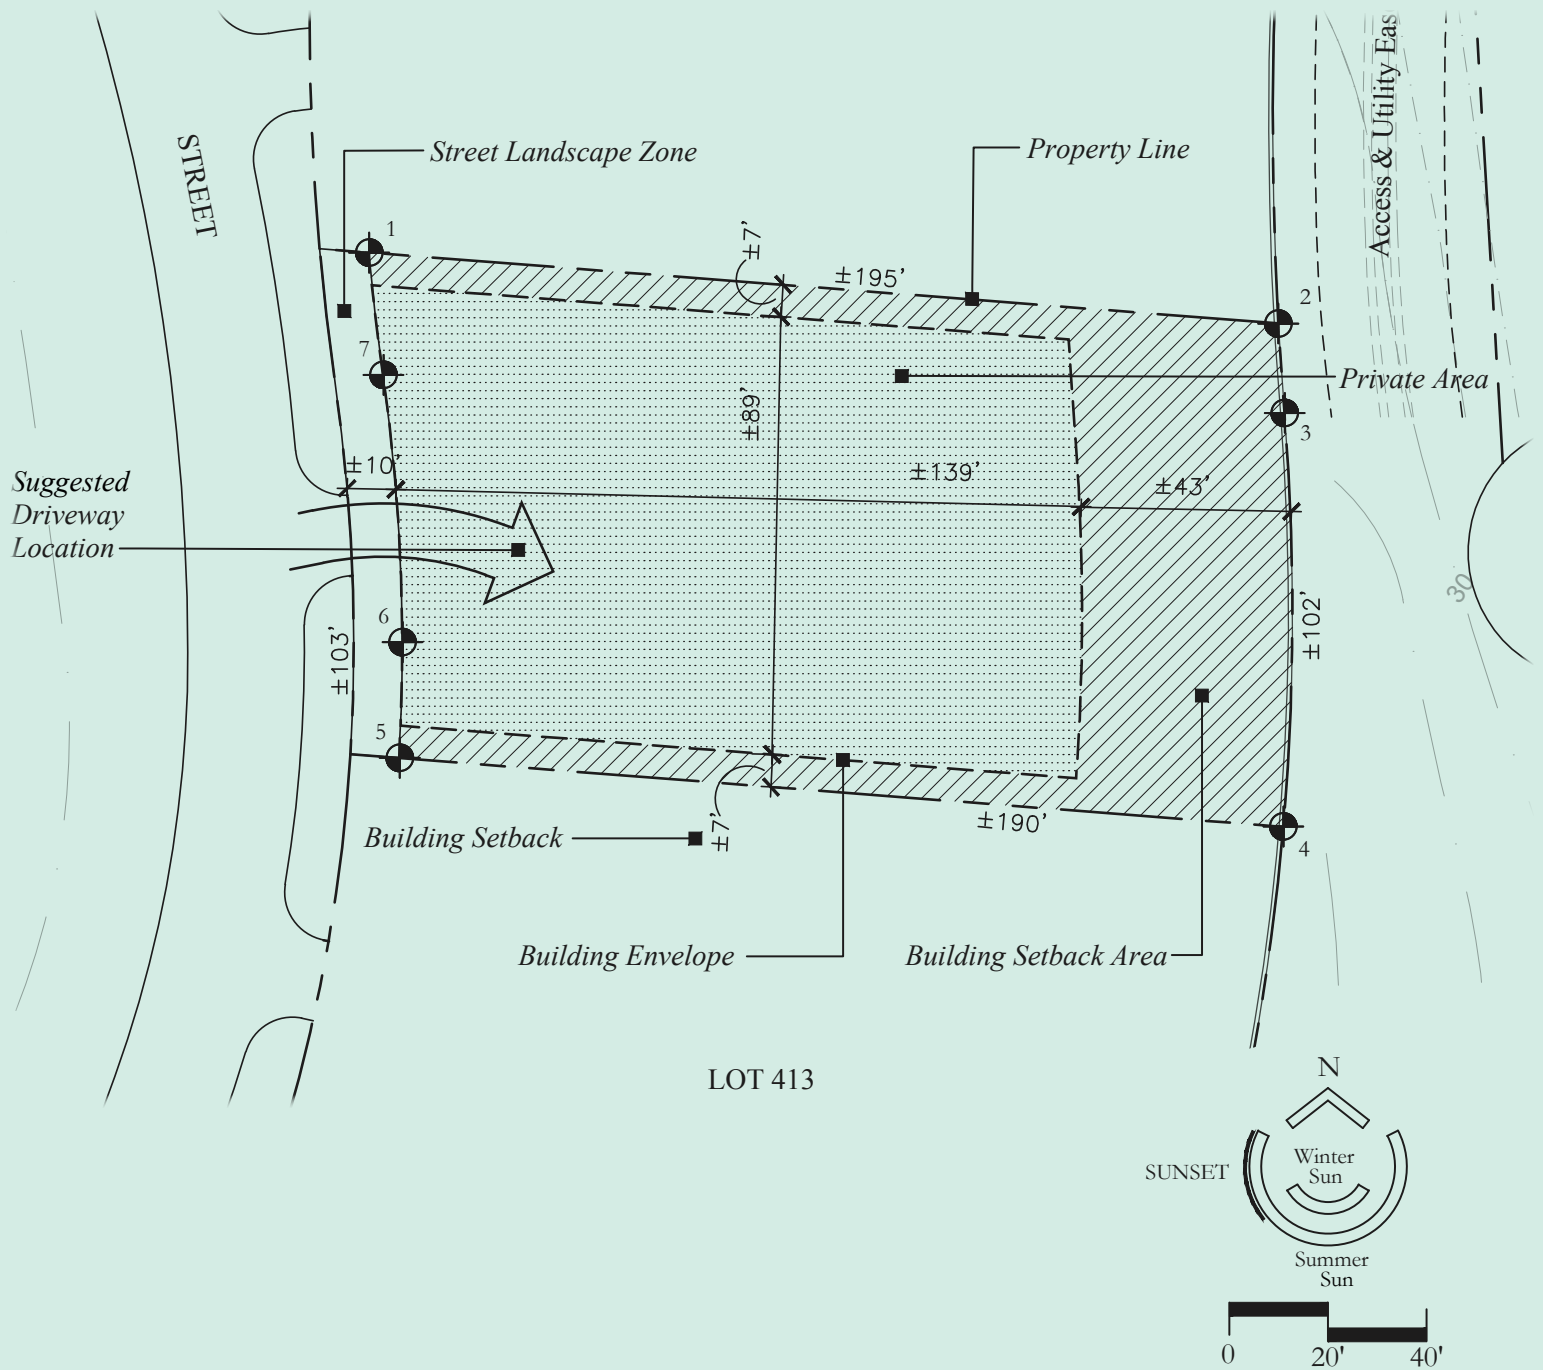 STREET
Street Landscape Zone
Property Line
Access & Utility Eas
1
±7'
±195'
2
7
Private Area
3
±89'
±10'
±139'
±43'
Suggested
Driveway
Location
30
6
±103'
±102'
5
Building Setback
±7'
±190'
4
Building Envelope
Building Setback Area
LOT 413
N
SUNSET
Winter
Sun
Summer
Sun
0
20'
40'